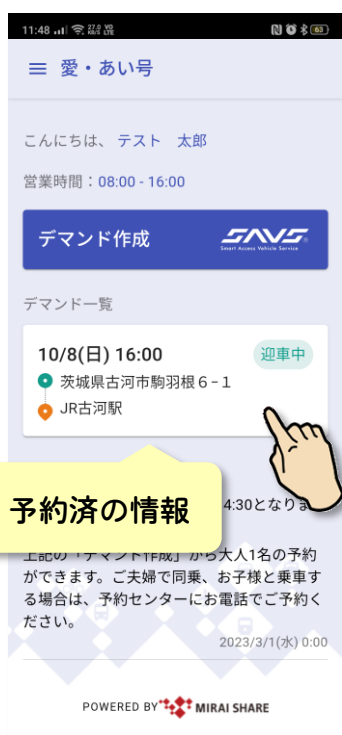 11:48 27.0 KB/S VoLTE 63
愛・あい号
こんにちは、 テスト 太郎
営業時間：08:00 - 16:00
デマンド作成 SAVS
Smart Access Vehicle Service
デマンド一覧
10/8(日) 16:00 迎車中
茨城県古河市駒羽根６−１
JR古河駅
予約済の情報
4:30となりま
上記の「デマンド作成」から大人1名の予約
ができます。ご夫婦で同乗、お子様と乗車す
る場合は、予約センターにお電話でご予約く
ださい。
2023/3/1(水) 0:00
POWERED BY MIRAI SHARE